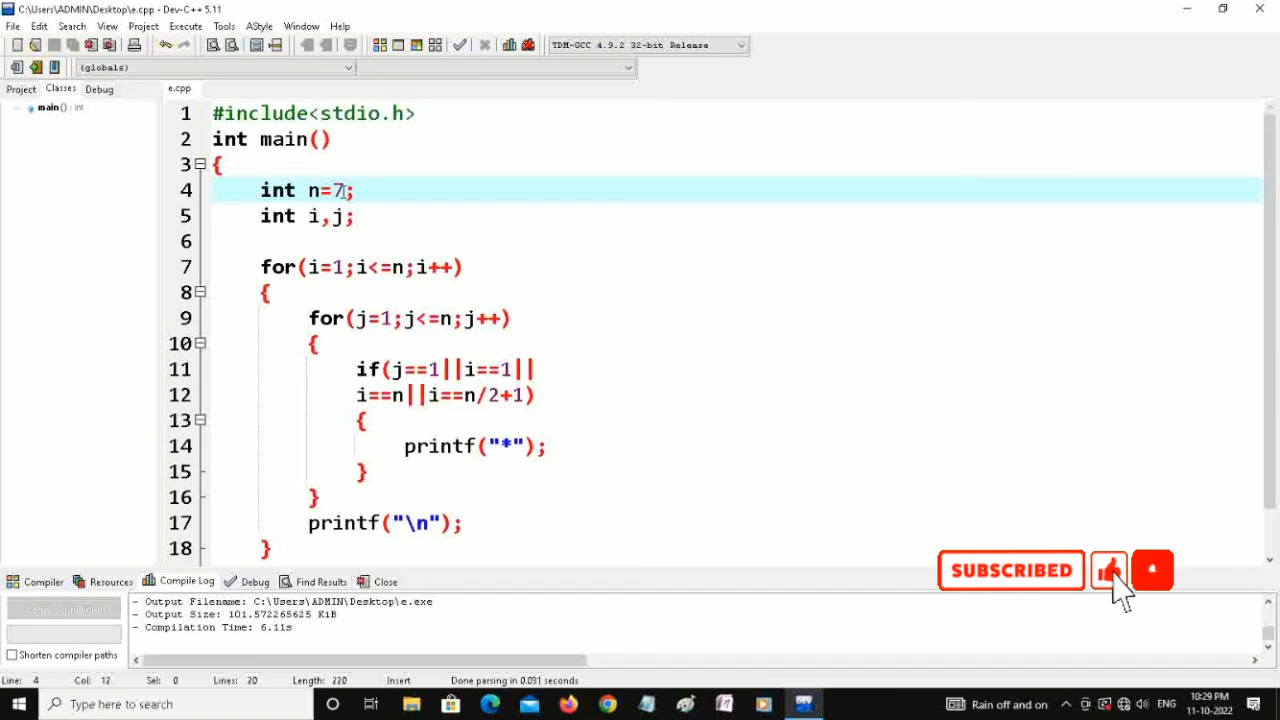 C:\Users\ADMIN\Desktop\e.cpp - Dev-C++ 5.11
File Edit Search View Project Execute Tools AStyle Window Help
TDM-GCC 4.9.2 32-bit Release
(globals)
Project Classes Debug
e.cpp
main() : int
1 #include<stdio.h>
2 int main()
3 {
4 int n=7;
5 int i,j;
6
7 for(i=1;i<=n;i++)
8 {
9 for(j=1;j<=n;j++)
10 {
11 if(j==1||i==1||
12 i==n||i==n/2+1)
13 {
14 printf("*");
15 }
16 }
17 printf("\n");
18 }
SUBSCRIBED
Compiler Resources Compile Log Debug Find Results Close
- Output Filename: C:\Users\ADMIN\Desktop\e.exe
- Output Size: 101.572265625 KiB
- Compilation Time: 6.11s
Shorten compiler paths
Line: 4 Col: 12 Sel: 0 Lines: 20 Length: 220 Insert Done parsing in 0.031 seconds
Type here to search
Rain off and on
ENG
10:29 PM
11-10-2022